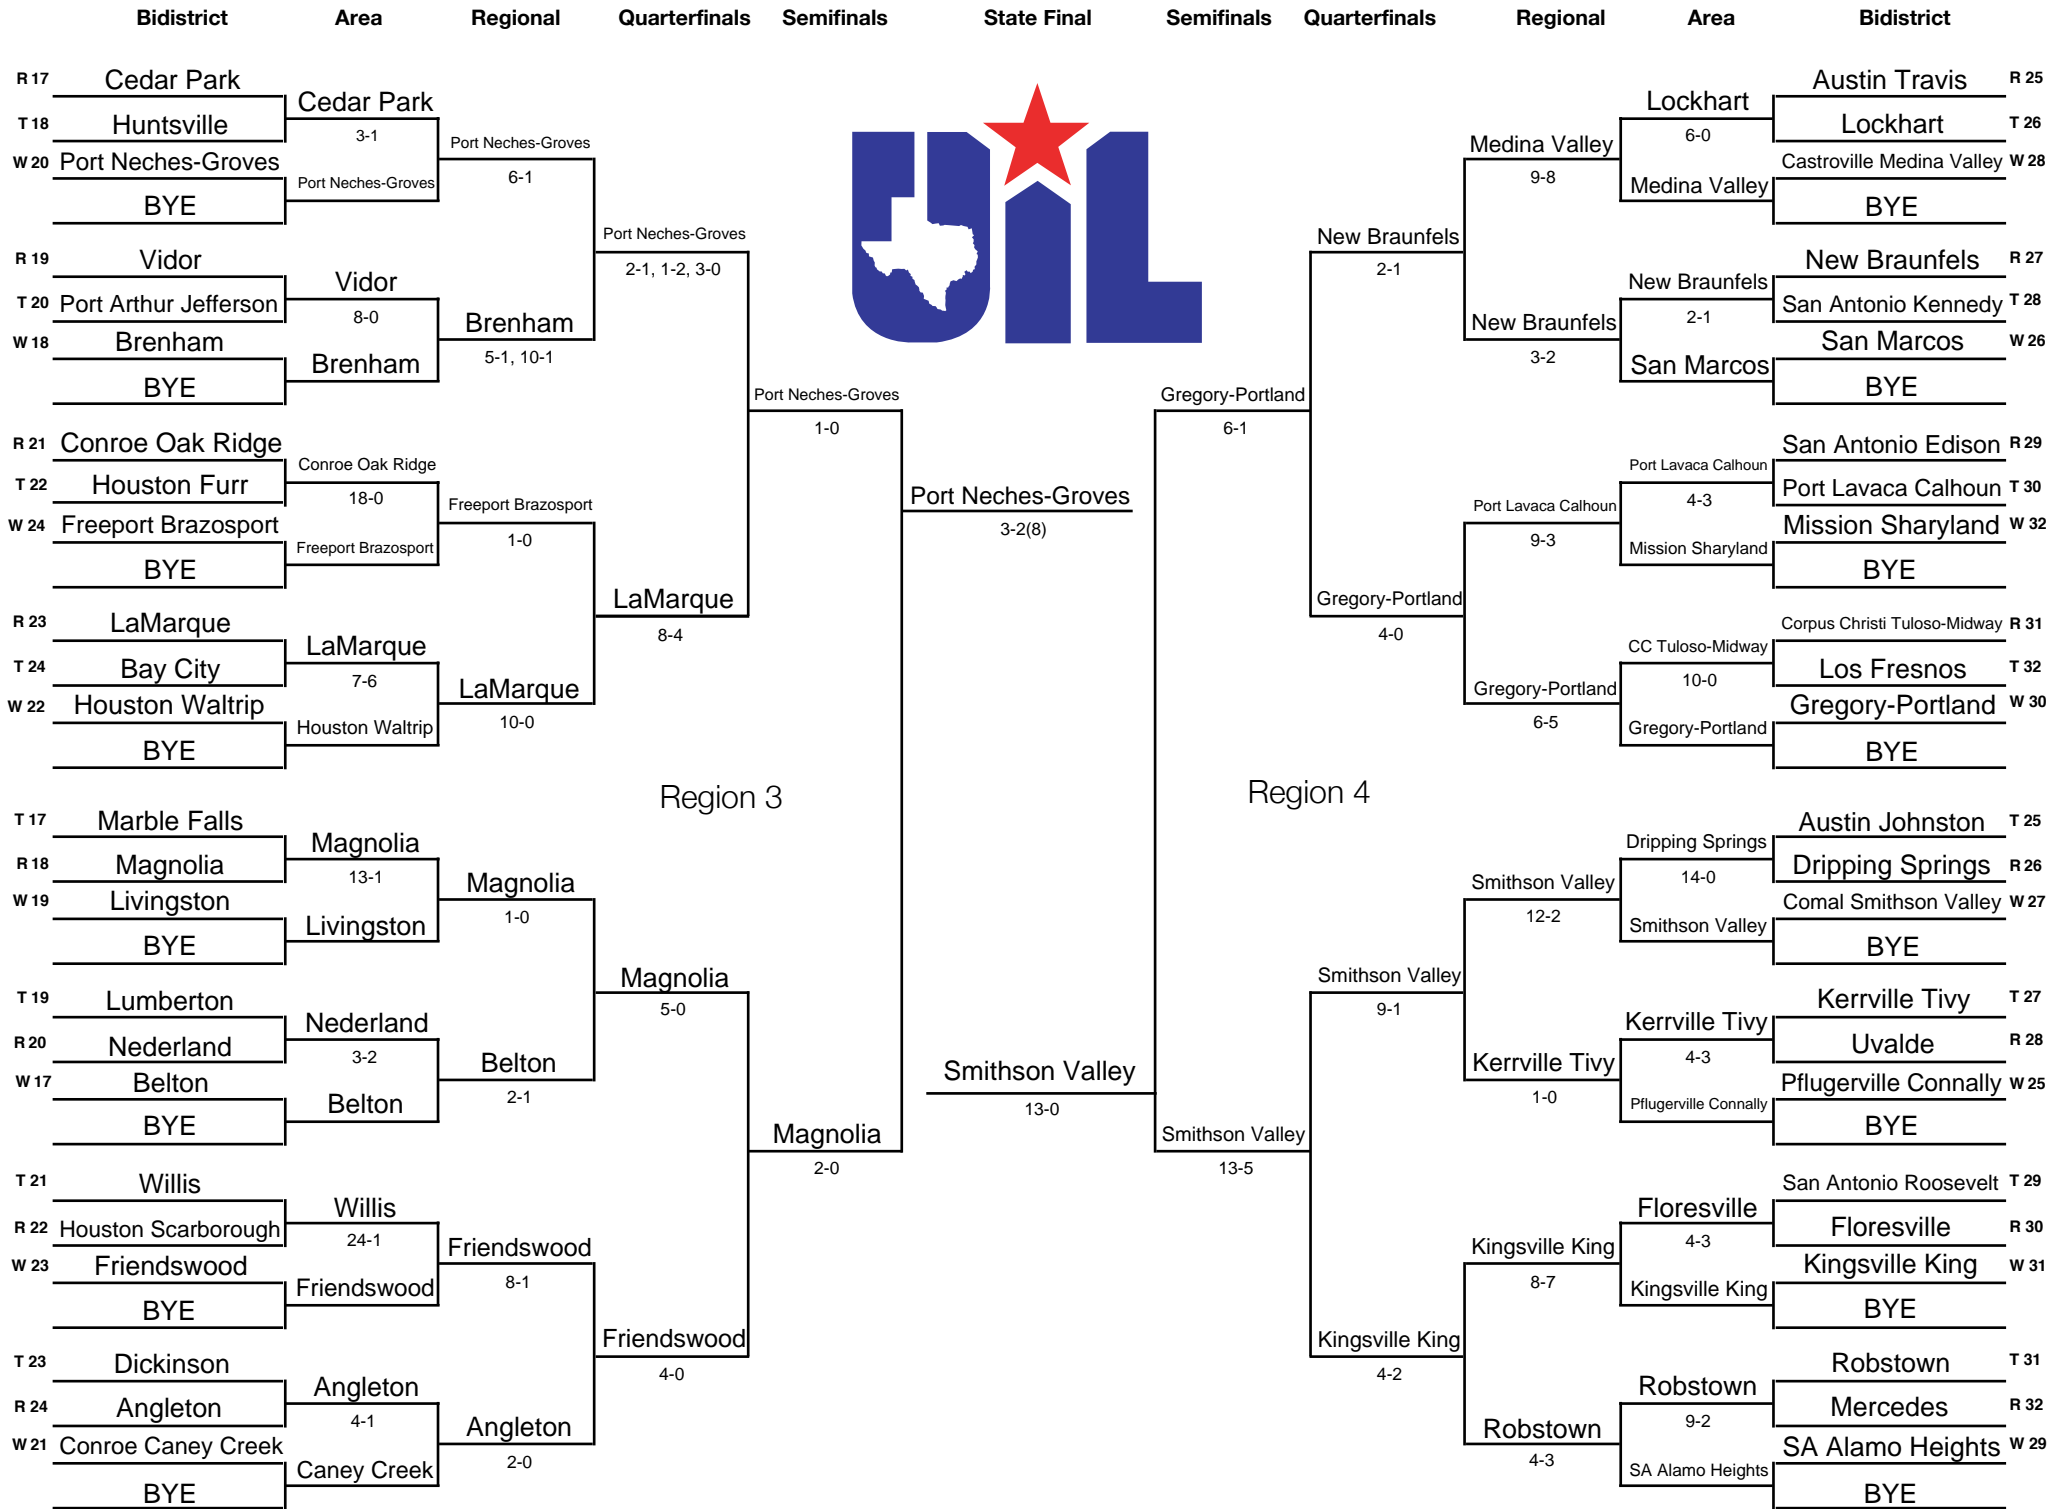 Bidistrict Area Regional Quarterfinals Semifinals State Final Semifinals Quarterfinals Regional Area Bidistrict
R 17 Cedar Park
Cedar Park
T 18 Huntsville
3-1
W 20 Port Neches-Groves
Port Neches-Groves
BYE
Port Neches-Groves
6-1
R 19 Vidor
Vidor
T 20 Port Arthur Jefferson
8-0
W 18 Brenham
Brenham
BYE
Brenham
5-1, 10-1
Port Neches-Groves
2-1, 1-2, 3-0
R 21 Conroe Oak Ridge
Conroe Oak Ridge
T 22 Houston Furr
18-0
W 24 Freeport Brazosport
Freeport Brazosport
BYE
Freeport Brazosport
1-0
R 23 LaMarque
LaMarque
T 24 Bay City
7-6
W 22 Houston Waltrip
Houston Waltrip
BYE
LaMarque
10-0
LaMarque
8-4
Port Neches-Groves
1-0
Region 3
T 17 Marble Falls
Magnolia
R 18 Magnolia
13-1
W 19 Livingston
Livingston
BYE
Magnolia
1-0
T 19 Lumberton
Nederland
R 20 Nederland
3-2
W 17 Belton
Belton
BYE
Belton
2-1
Magnolia
5-0
T 21 Willis
Willis
R 22 Houston Scarborough
24-1
W 23 Friendswood
Friendswood
BYE
Friendswood
8-1
T 23 Dickinson
Angleton
R 24 Angleton
4-1
W 21 Conroe Caney Creek
Caney Creek
BYE
Angleton
2-0
Friendswood
4-0
Magnolia
2-0
UIL
Port Neches-Groves
3-2(8)
Smithson Valley
13-0
Austin Travis R 25
Lockhart
Lockhart T 26
6-0
Castroville Medina Valley W 28
Medina Valley
BYE
Medina Valley
9-8
New Braunfels R 27
New Braunfels
San Antonio Kennedy T 28
2-1
San Marcos W 26
San Marcos
BYE
New Braunfels
3-2
New Braunfels
2-1
San Antonio Edison R 29
Port Lavaca Calhoun
Port Lavaca Calhoun T 30
4-3
Mission Sharyland W 32
Mission Sharyland
BYE
Port Lavaca Calhoun
9-3
Corpus Christi Tuloso-Midway R 31
CC Tuloso-Midway
Los Fresnos T 32
10-0
Gregory-Portland W 30
Gregory-Portland
BYE
Gregory-Portland
6-5
Gregory-Portland
4-0
Gregory-Portland
6-1
Region 4
Austin Johnston T 25
Dripping Springs
Dripping Springs R 26
14-0
Comal Smithson Valley W 27
Smithson Valley
BYE
Smithson Valley
12-2
Kerrville Tivy T 27
Kerrville Tivy
Uvalde R 28
4-3
Pflugerville Connally W 25
Pflugerville Connally
BYE
Kerrville Tivy
1-0
Smithson Valley
9-1
San Antonio Roosevelt T 29
Floresville
Floresville R 30
4-3
Kingsville King W 31
Kingsville King
BYE
Kingsville King
8-7
Robstown T 31
Robstown
Mercedes R 32
9-2
SA Alamo Heights W 29
SA Alamo Heights
BYE
Robstown
4-3
Kingsville King
4-2
Smithson Valley
13-5